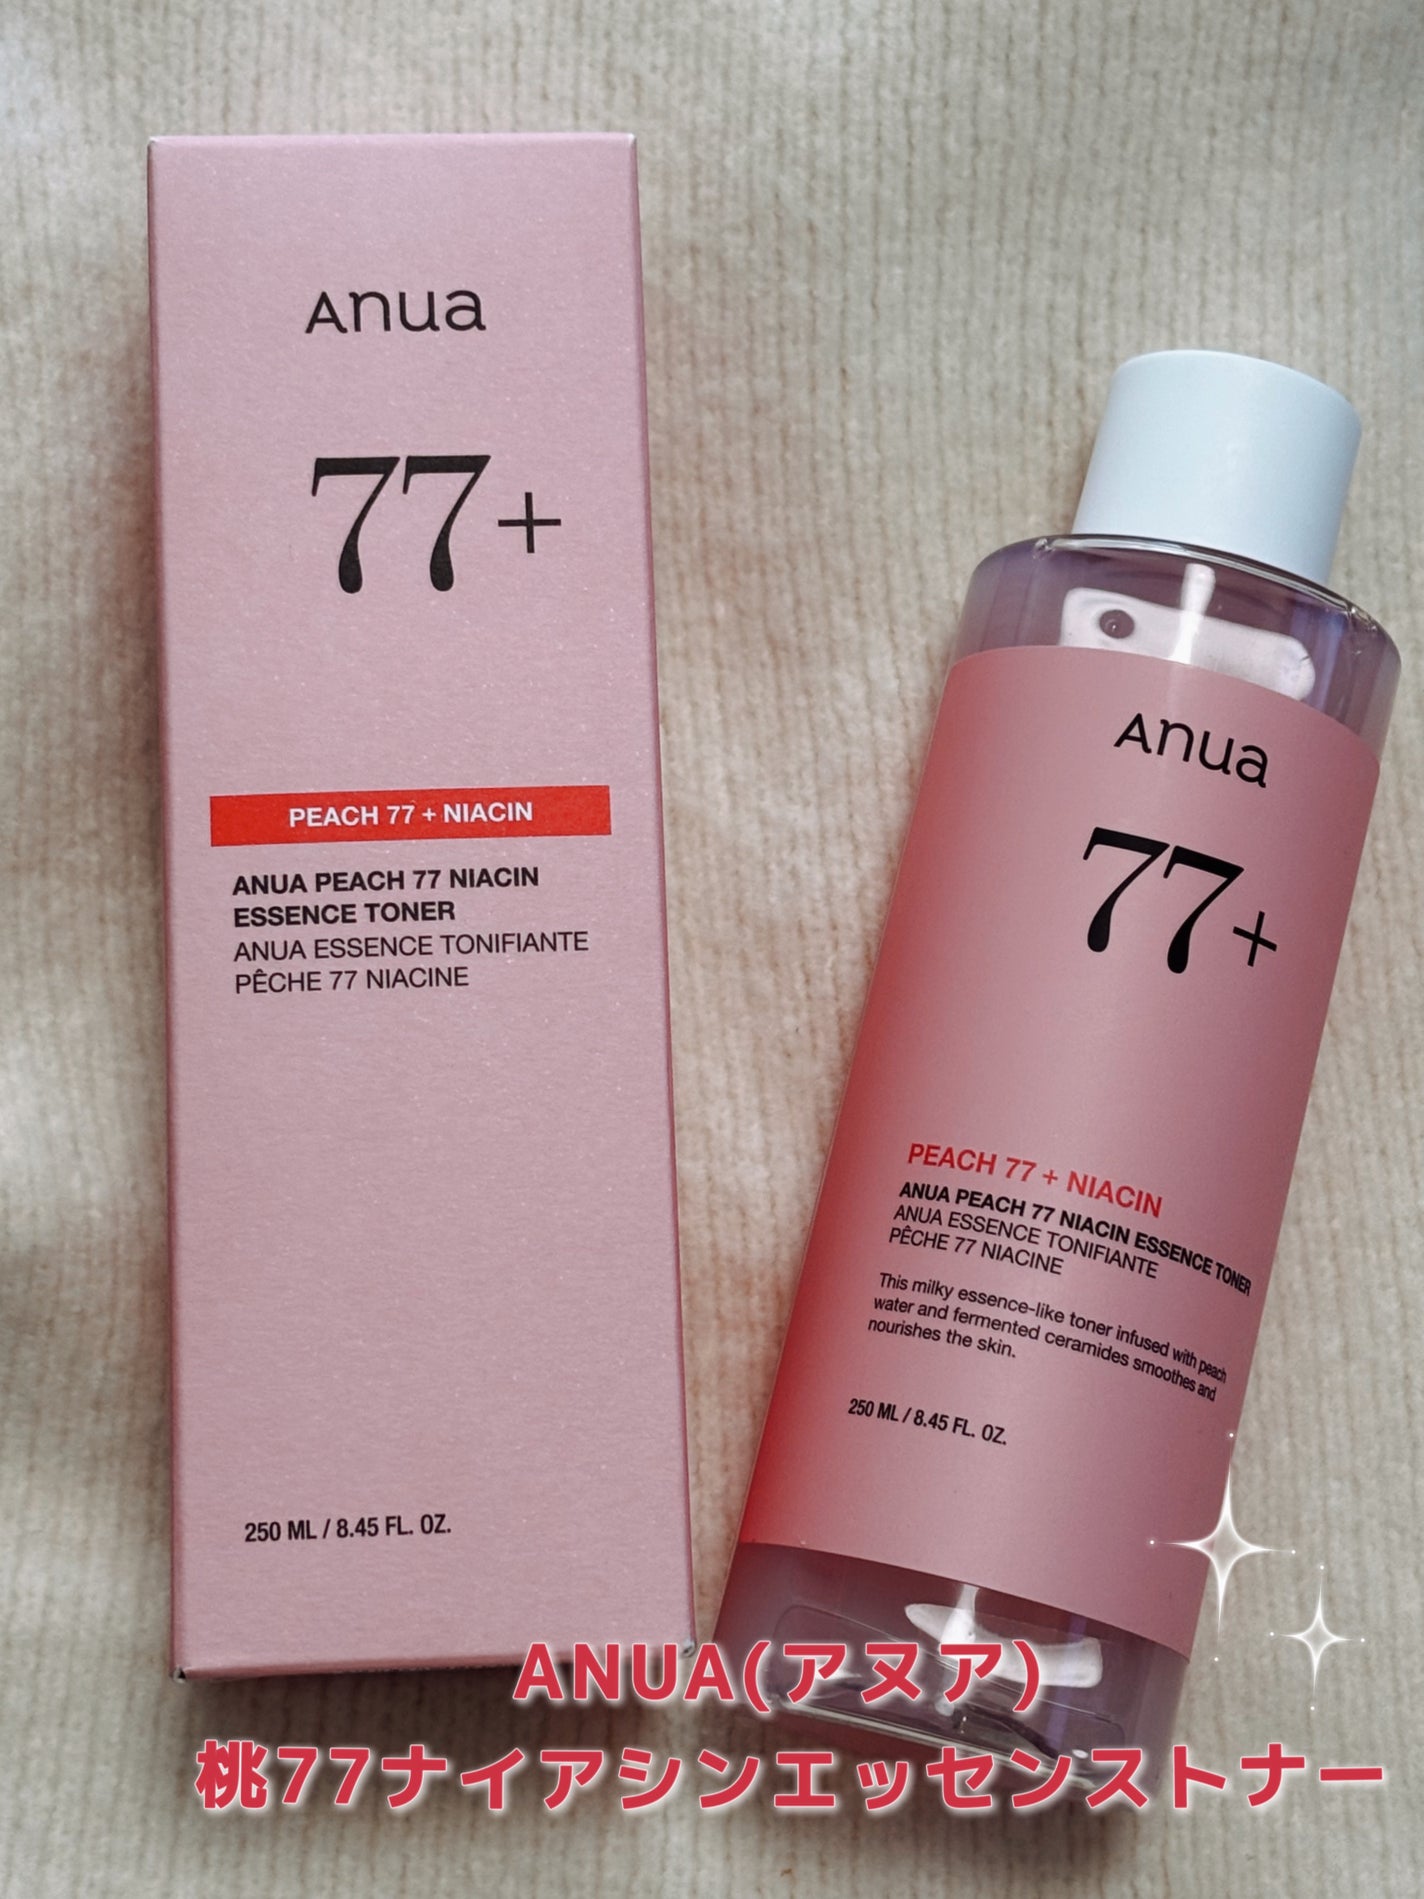 Anua
77+
PEACH 77 + NIACIN
ANUA PEACH 77 NIACIN
ESSENCE TONER
ANUA ESSENCE TONIFIANTE
PÊCHE 77 NIACINE
250 ML / 8.45 FL. OZ.
Anua
77+
PEACH 77 + NIACIN
ANUA PEACH 77 NIACIN ESSENCE TONER
ANUA ESSENCE TONIFIANTE
PÊCHE 77 NIACINE
This milky essence-like toner infused with peach
water and fermented ceramides smoothes and
nourishes the skin.
250 ML / 8.45 FL. OZ.
ANUA(アヌア)
桃77ナイアシンエッセンストナー